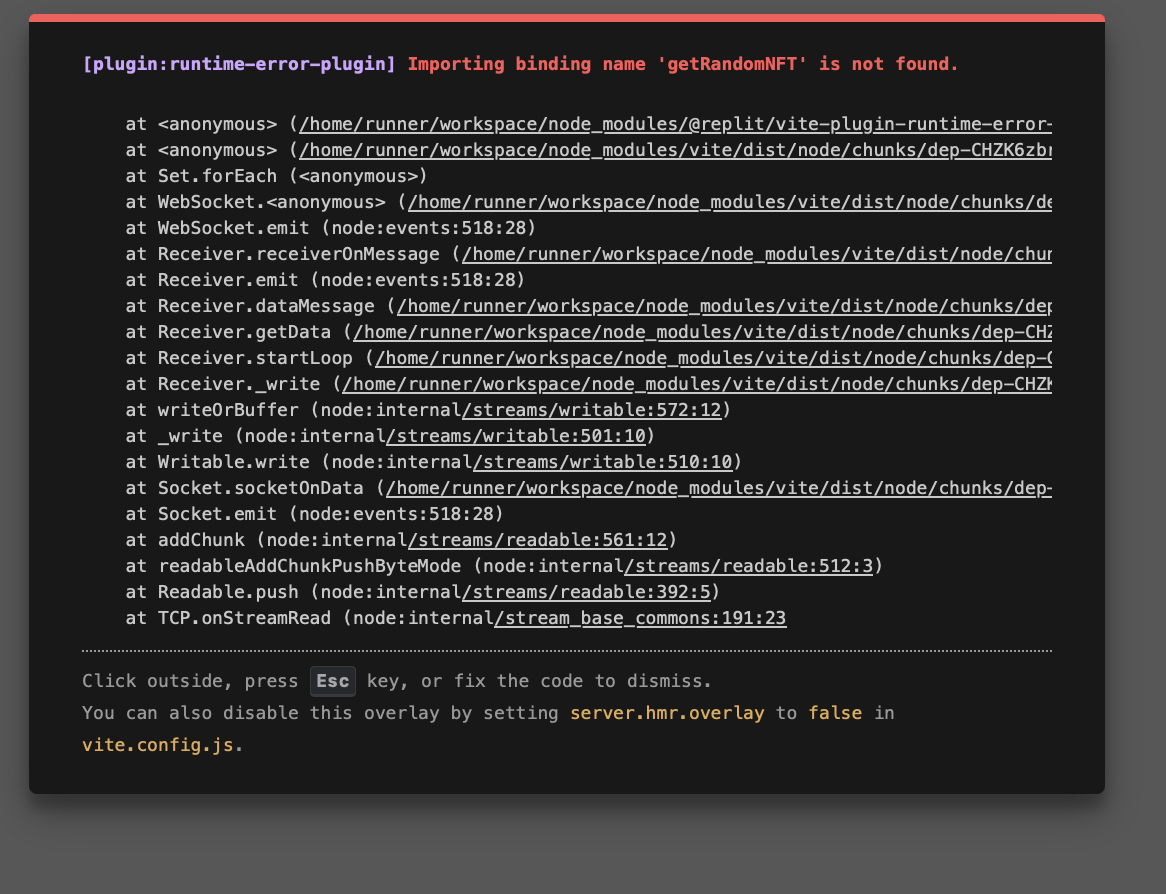 [plugin:runtime-error-plugin] Importing binding name 'getRandomNFT' is not found.
at <anonymous> (/home/runner/workspace/node_modules/@replit/vite-plugin-runtime-error-
at <anonymous> (/home/runner/workspace/node_modules/vite/dist/node/chunks/dep-CHZK6zbr
at Set.forEach (<anonymous>)
at WebSocket.<anonymous> (/home/runner/workspace/node_modules/vite/dist/node/chunks/de
at WebSocket.emit (node:events:518:28)
at Receiver.receiverOnMessage (/home/runner/workspace/node_modules/vite/dist/node/chun
at Receiver.emit (node:events:518:28)
at Receiver.dataMessage (/home/runner/workspace/node_modules/vite/dist/node/chunks/dep
at Receiver.getData (/home/runner/workspace/node_modules/vite/dist/node/chunks/dep-CHZ
at Receiver.startLoop (/home/runner/workspace/node_modules/vite/dist/node/chunks/dep-C
at Receiver._write (/home/runner/workspace/node_modules/vite/dist/node/chunks/dep-CHZK
at writeOrBuffer (node:internal/streams/writable:572:12)
at _write (node:internal/streams/writable:501:10)
at Writable.write (node:internal/streams/writable:510:10)
at Socket.socketOnData (/home/runner/workspace/node_modules/vite/dist/node/chunks/dep-
at Socket.emit (node:events:518:28)
at addChunk (node:internal/streams/readable:561:12)
at readableAddChunkPushByteMode (node:internal/streams/readable:512:3)
at Readable.push (node:internal/streams/readable:392:5)
at TCP.onStreamRead (node:internal/stream_base_commons:191:23
Click outside, press Esc key, or fix the code to dismiss.
You can also disable this overlay by setting server.hmr.overlay to false in
vite.config.js.